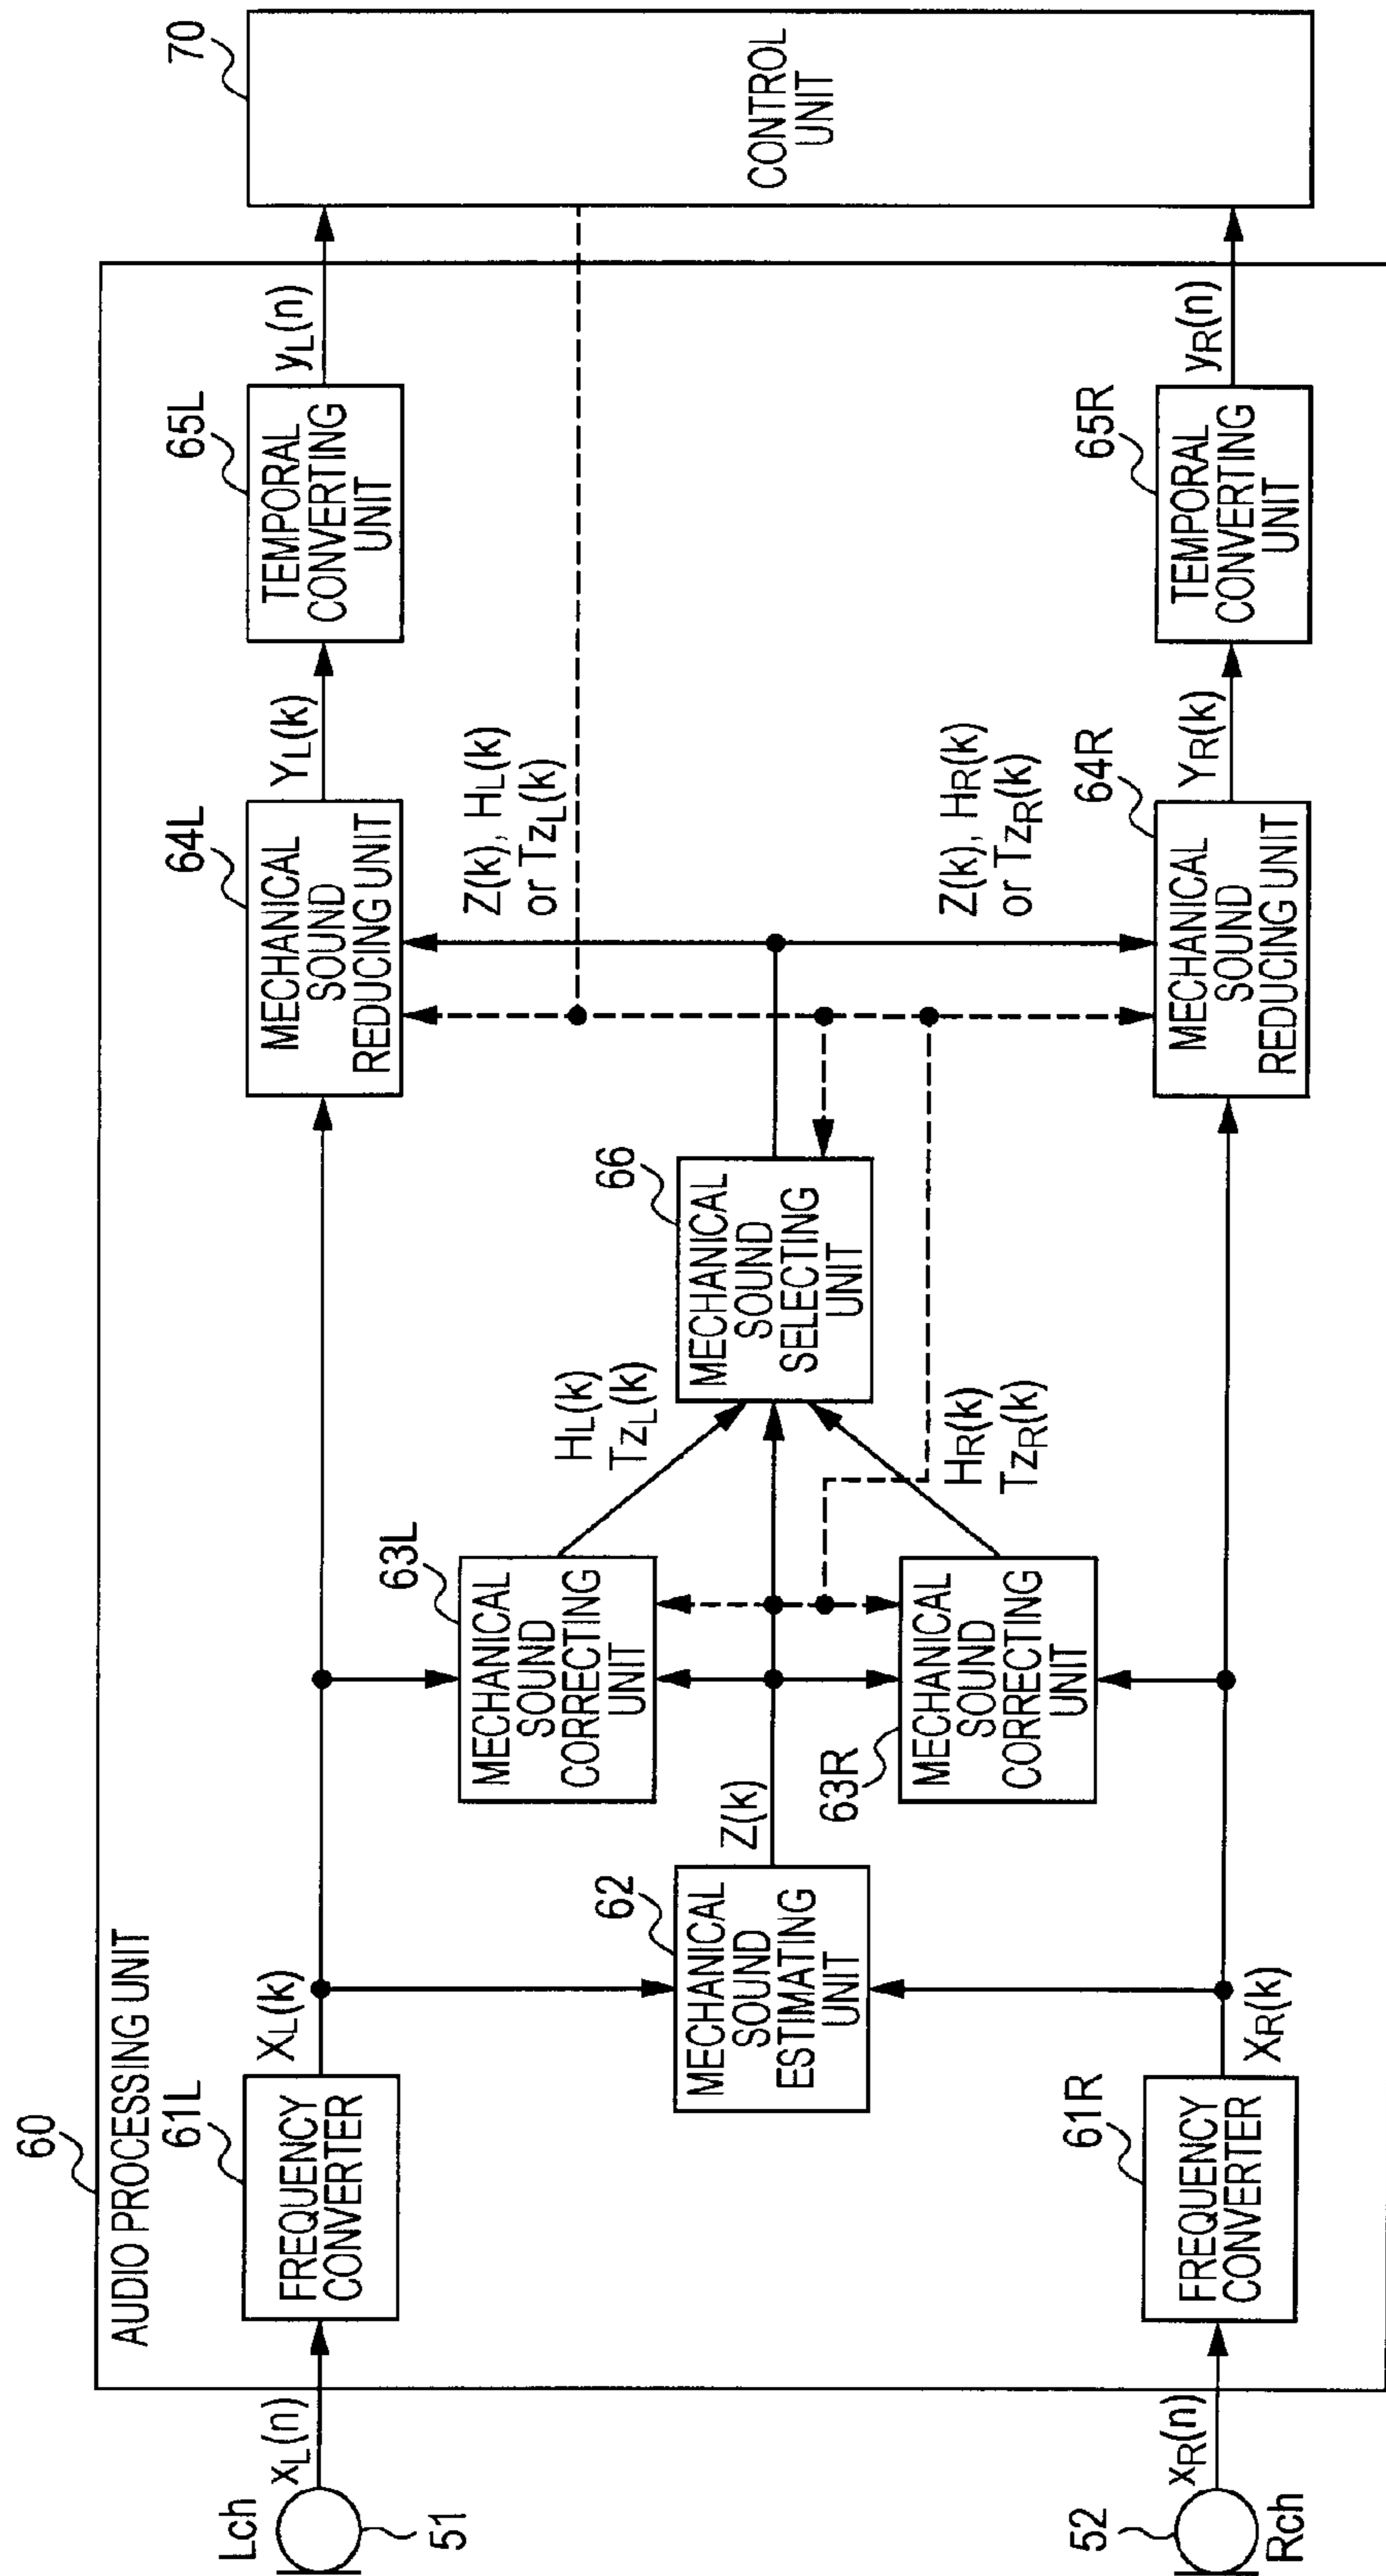 60
AUDIO PROCESSING UNIT
Lch
51
xL(n)
61L
FREQUENCY
CONVERTER
XL(k)
64L
MECHANICAL
SOUND
REDUCING UNIT
YL(k)
65L
TEMPORAL
CONVERTING
UNIT
yL(n)
70
CONTROL
UNIT
63L
MECHANICAL
SOUND
CORRECTING
UNIT
HL(k)
TzL(k)
Z(k), HL(k)
or TzL(k)
62
MECHANICAL
SOUND
ESTIMATING
UNIT
Z(k)
66
MECHANICAL
SOUND
SELECTING
UNIT
63R
MECHANICAL
SOUND
CORRECTING
UNIT
HR(k)
TzR(k)
Z(k), HR(k)
or TzR(k)
52
Rch
xR(n)
61R
FREQUENCY
CONVERTER
XR(k)
64R
MECHANICAL
SOUND
REDUCING UNIT
YR(k)
65R
TEMPORAL
CONVERTING
UNIT
yR(n)